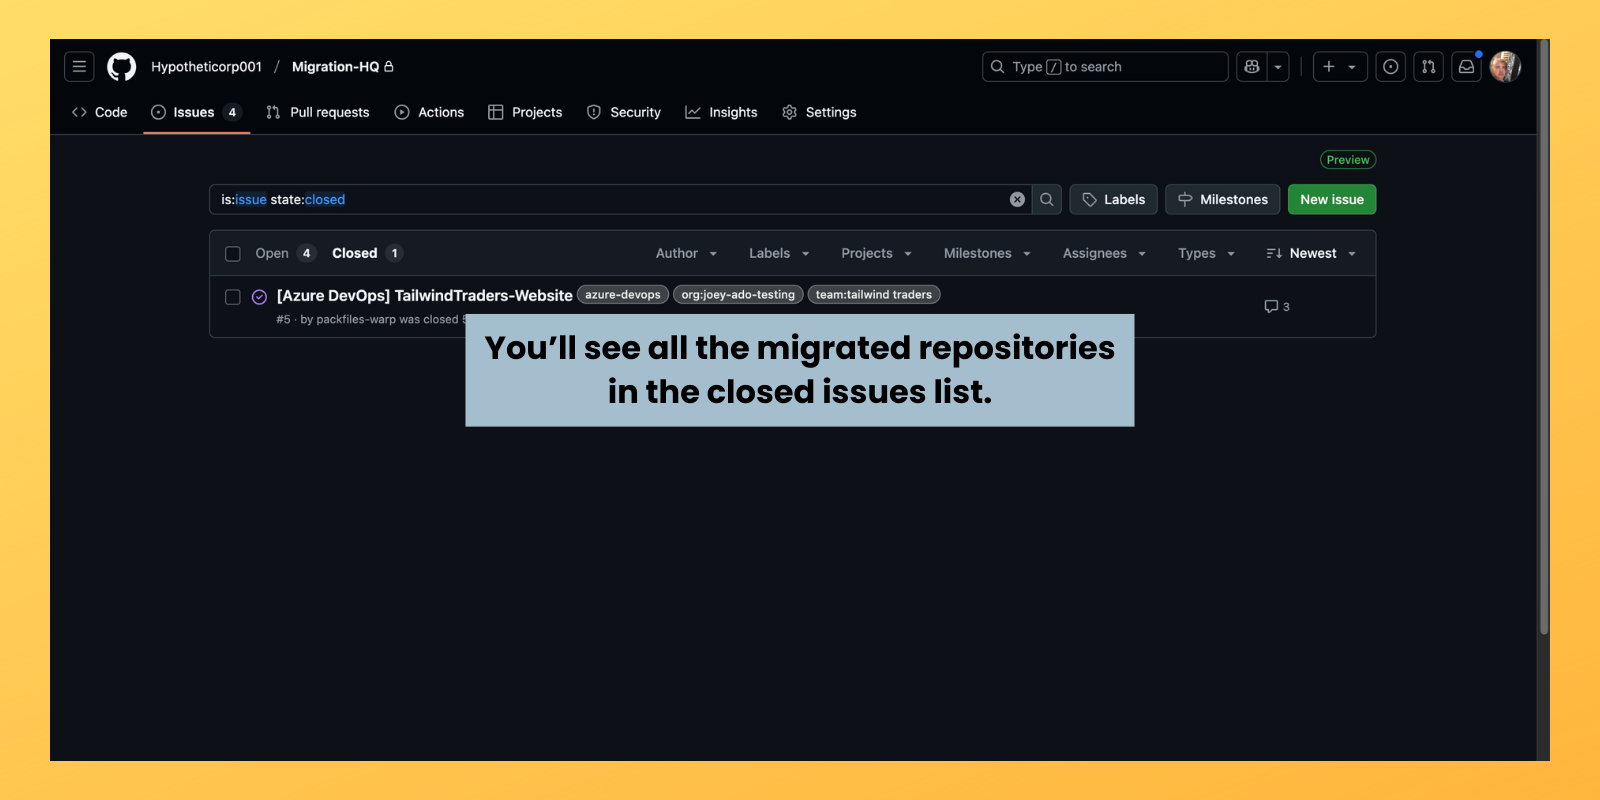 Hypotheticorp001 / Migration-HQ
Type / to search
Code
Issues 4
Pull requests
Actions
Projects
Security
Insights
Settings
Preview
is:issue state:closed
Labels
Milestones
New issue
Open 4
Closed 1
Author
Labels
Projects
Milestones
Assignees
Types
Newest
[Azure DevOps] TailwindTraders-Website azure-devops org:joey-ado-testing team:tailwind traders
#5 · by packfiles-warp was closed
3
You’ll see all the migrated repositories
in the closed issues list.